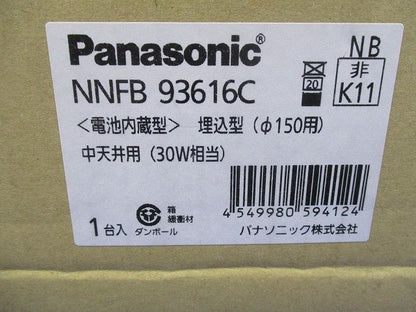 Panasonic®
NB
NNFB 93616C
20
非
K11
〈電池内蔵型〉 埋込型（φ150用）
中天井用（30W相当）
1台入
箱
緩衝材
ダンボール
4 549980 594124
パナソニック株式会社